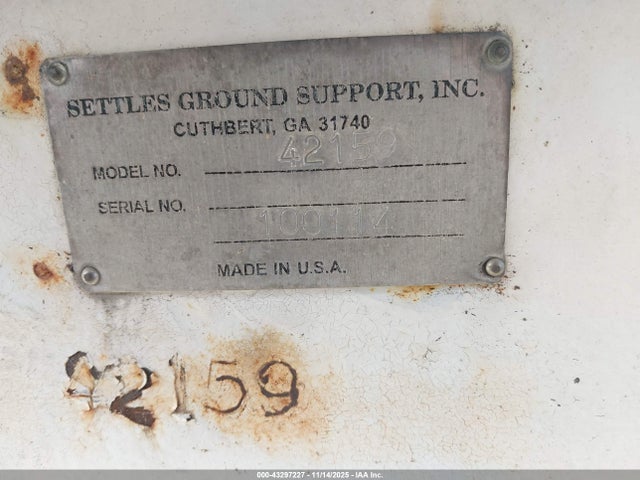 SETTLES GROUND SUPPORT, INC.
CUTHBERT, GA 31740
MODEL NO. 42159
SERIAL NO.
100114
MADE IN U.S.A.
42159
000-43297227 - 11/14/2025 - IAA Inc.